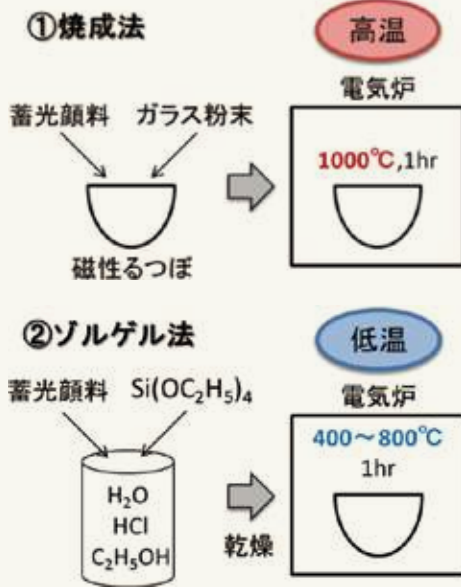 ①焼成法
高温
電気炉
蓄光顔料 ガラス粉末
1000℃,1hr
磁性るつぼ
②ゾルゲル法
低温
電気炉
蓄光顔料 Si(OC₂H₅)₄
400～800℃
1hr
H₂O
HCl
C₂H₅OH
乾燥